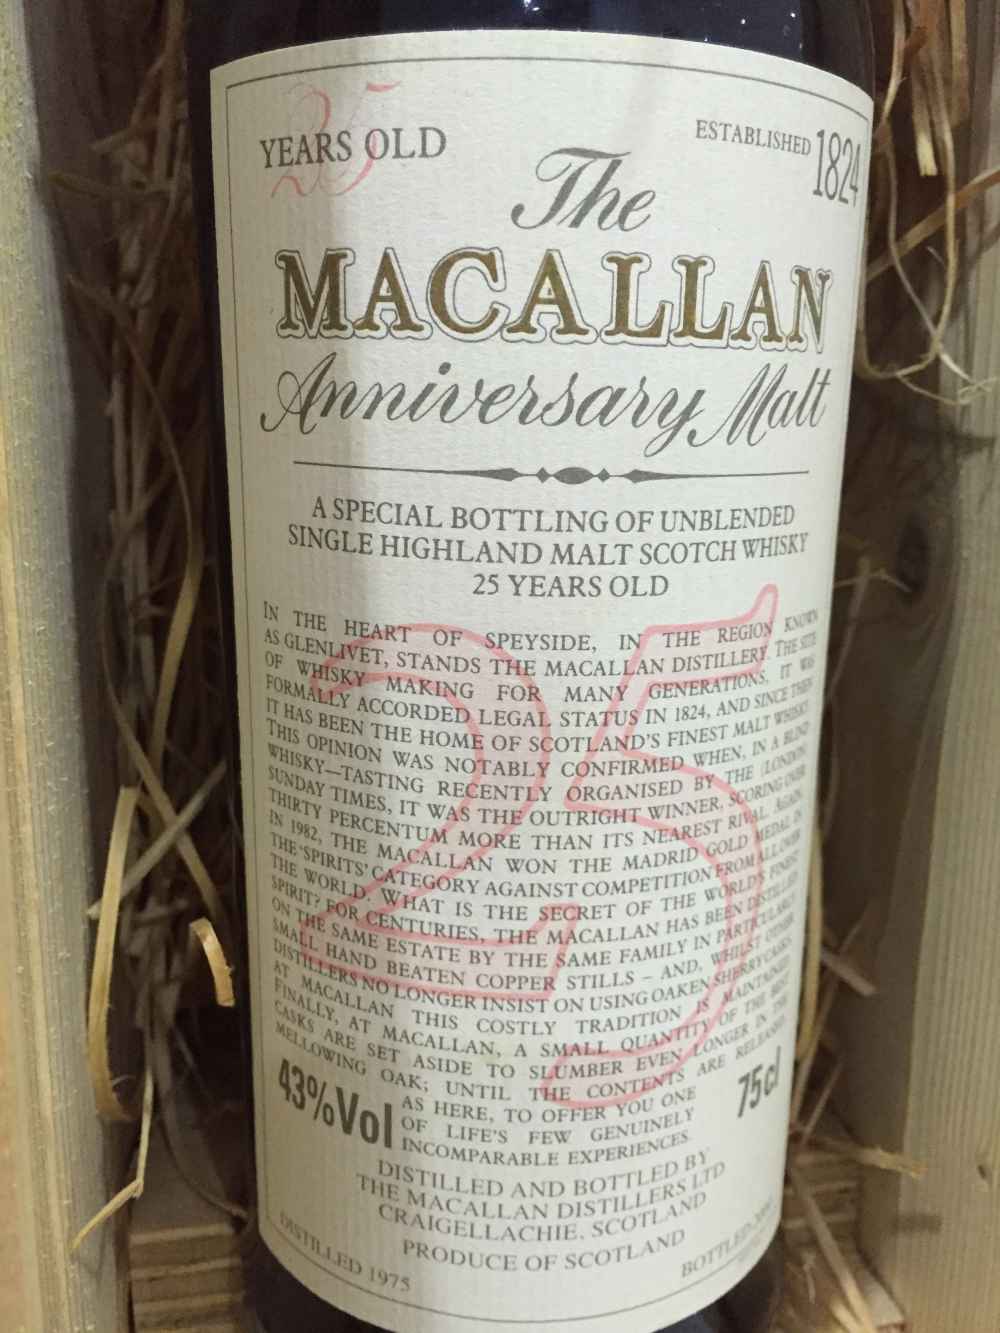 25
YEARS OLD
ESTABLISHED 1824
The
MACALLAN
Anniversary Malt
A SPECIAL BOTTLING OF UNBLENDED
SINGLE HIGHLAND MALT SCOTCH WHISKY
25 YEARS OLD
25
IN THE HEART OF SPEYSIDE, IN THE REGION KNOWN
AS GLENLIVET, STANDS THE MACALLAN DISTILLERY. THE SITE
OF WHISKY MAKING FOR MANY GENERATIONS, IT WAS
FORMALLY ACCORDED LEGAL STATUS IN 1824, AND SINCE THEN
IT HAS BEEN THE HOME OF SCOTLAND'S FINEST MALT WHISKY.
THIS OPINION WAS NOTABLY CONFIRMED WHEN, IN A BLIND
WHISKY—TASTING RECENTLY ORGANISED BY THE (LONDON)
SUNDAY TIMES, IT WAS THE OUTRIGHT WINNER, SCORING OVER
THIRTY PERCENTUM MORE THAN ITS NEAREST RIVAL. AGAIN,
IN 1982, THE MACALLAN WON THE MADRID GOLD MEDAL IN
THE 'SPIRITS' CATEGORY AGAINST COMPETITION FROM ALL OVER
THE WORLD. WHAT IS THE SECRET OF THE WORLD'S FINEST
SPIRIT? FOR CENTURIES, THE MACALLAN HAS BEEN DISTILLED
ON THE SAME ESTATE BY THE SAME FAMILY IN PARTICULARLY
SMALL HAND BEATEN COPPER STILLS – AND, WHILST OTHER
DISTILLERS NO LONGER INSIST ON USING OAKEN SHERRY CASKS,
AT MACALLAN THIS COSTLY TRADITION IS MAINTAINED.
FINALLY, AT MACALLAN, A SMALL QUANTITY OF THE BEST
CASKS ARE SET ASIDE TO SLUMBER EVEN LONGER IN THE
MELLOWING OAK; UNTIL THE CONTENTS ARE RELEASED,
AS HERE, TO OFFER YOU ONE
OF LIFE'S FEW GENUINELY
INCOMPARABLE EXPERIENCES.
43%Vol
75cl
DISTILLED AND BOTTLED BY
THE MACALLAN DISTILLERS LTD
CRAIGELLACHIE, SCOTLAND
PRODUCE OF SCOTLAND
DISTILLED 1975
BOTTLED